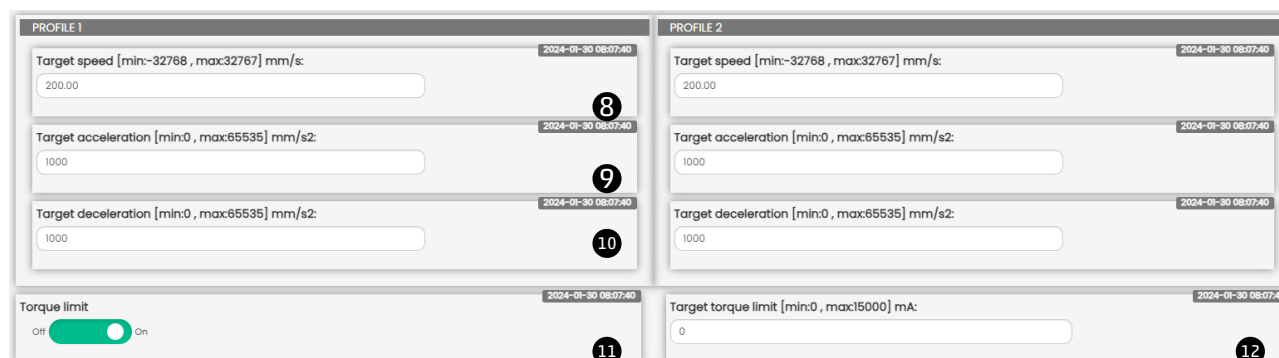 PROFILE 1
2024-01-30 08:07:40
Target speed [min:-32768 , max:32767] mm/s:
200.00
8
2024-01-30 08:07:40
Target acceleration [min:0 , max:65535] mm/s2:
1000
9
2024-01-30 08:07:40
Target deceleration [min:0 , max:65535] mm/s2:
1000
10
PROFILE 2
2024-01-30 08:07:40
Target speed [min:-32768 , max:32767] mm/s:
200.00
2024-01-30 08:07:40
Target acceleration [min:0 , max:65535] mm/s2:
1000
2024-01-30 08:07:40
Target deceleration [min:0 , max:65535] mm/s2:
1000
2024-01-30 08:07:40
Torque limit
Off On
11
2024-01-30 08:07:4
Target torque limit [min:0 , max:15000] mA:
0
12